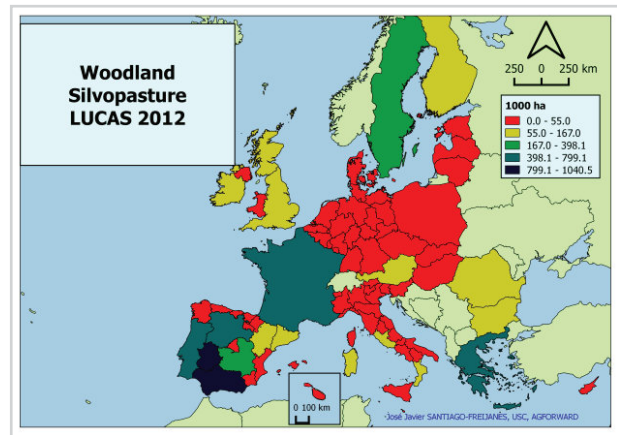 Woodland
Silvopasture
LUCAS 2012
250 0 250 km
1000 ha
0.0 - 55.0
55.0 - 167.0
167.0 - 398.1
398.1 - 799.1
799.1 - 1040.5
0 100 km
José Javier SANTIAGO-FREIJANES, USC, AGFORWARD